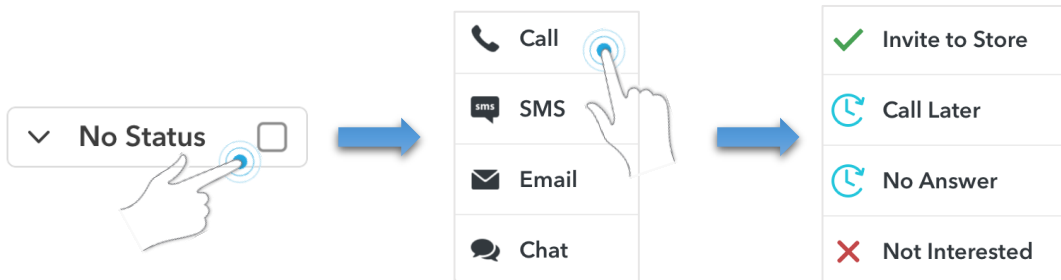 No Status
Call
sms
SMS
Email
Chat
Invite to Store
Call Later
No Answer
Not Interested